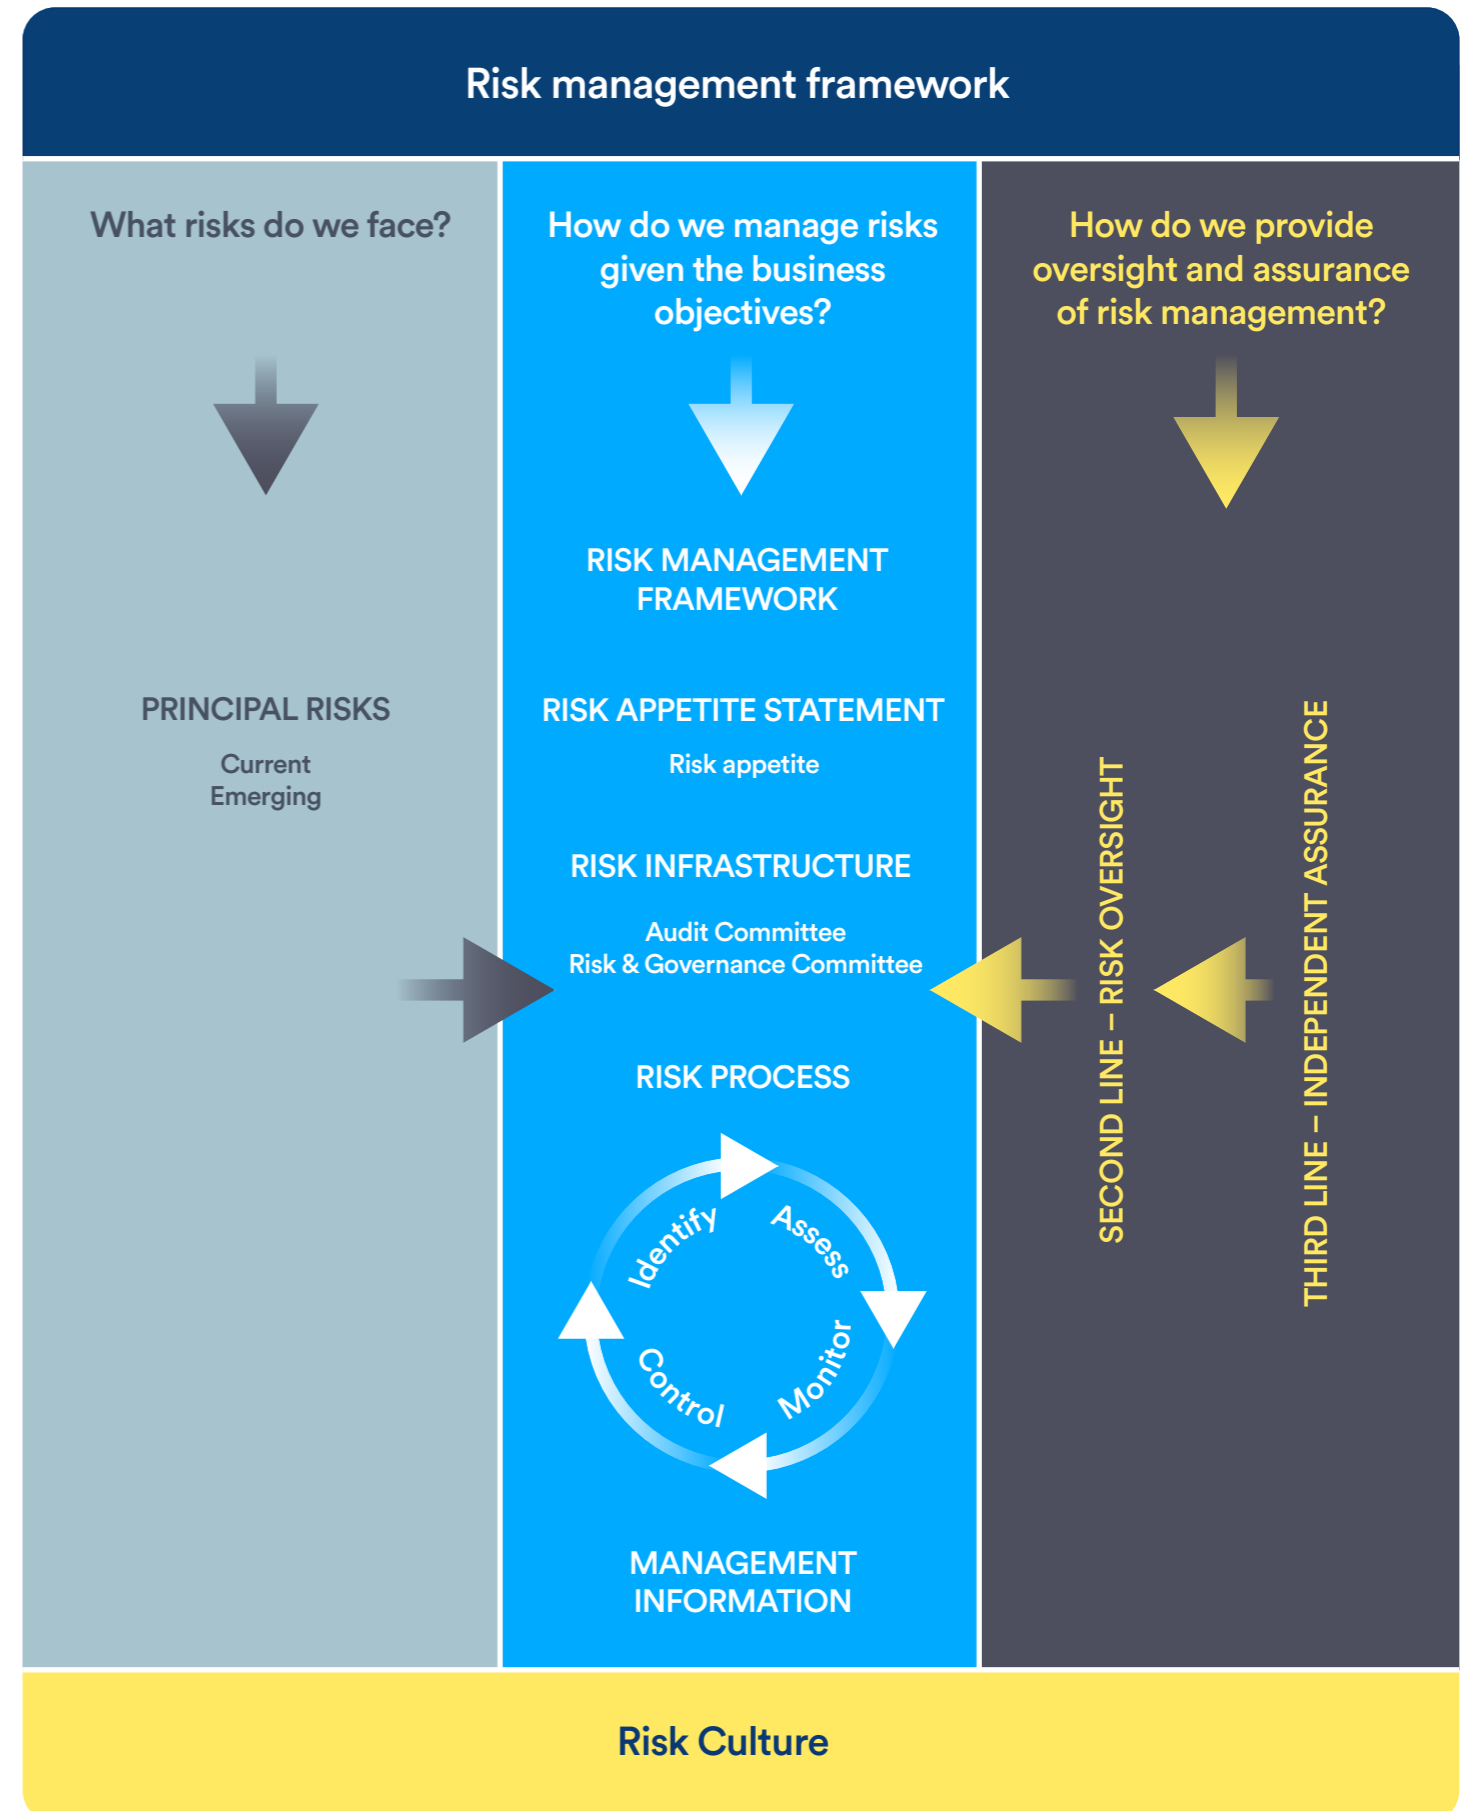 Risk management framework
What risks do we face?
PRINCIPAL RISKS
Current
Emerging
How do we manage risks
given the business
objectives?
RISK MANAGEMENT
FRAMEWORK
RISK APPETITE STATEMENT
Risk appetite
RISK INFRASTRUCTURE
Audit Committee
Risk & Governance Committee
RISK PROCESS
Identify
Assess
Monitor
Control
MANAGEMENT
INFORMATION
How do we provide
oversight and assurance
of risk management?
SECOND LINE – RISK OVERSIGHT
THIRD LINE – INDEPENDENT ASSURANCE
Risk Culture